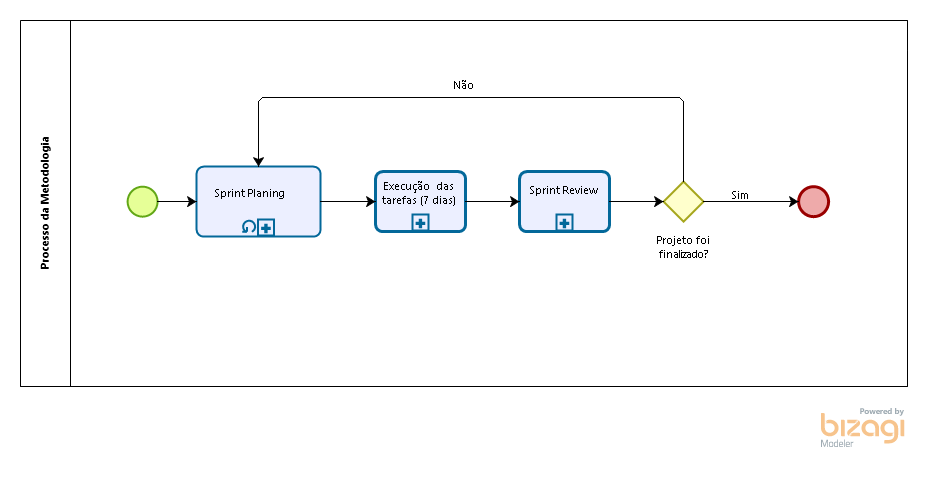 Processo da Metodologia
Não
Sprint Planing
Execução das
tarefas (7 dias)
Sprint Review
Sim
Projeto foi
finalizado?
Powered by
bizagi
Modeler